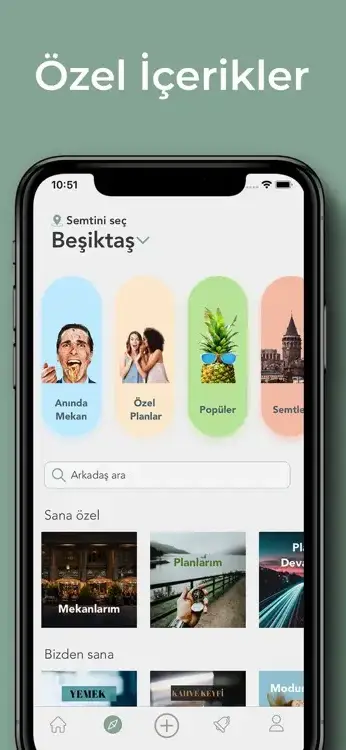 Özel İçerikler
10:51
Semtini seç
Beşiktaş
Anında
Mekan
Özel
Planlar
Popüler
Semtle
Arkadaş ara
Sana özel
Mekanlarım
Planlarım
Pl
Deva
Bizden sana
YEMEK
KAHVE KEYFİ
Modu